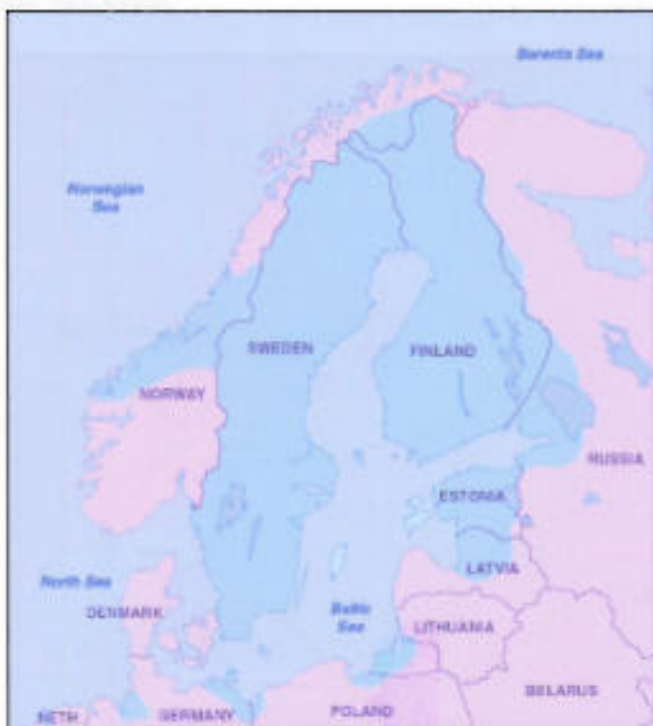 Barents Sea
Norwegian
Sea
SWEDEN
FINLAND
NORWAY
RUSSIA
ESTONIA
LATVIA
North Sea
DENMARK
Baltic
Sea
LITHUANIA
BELARUS
NETH
GERMANY
POLAND